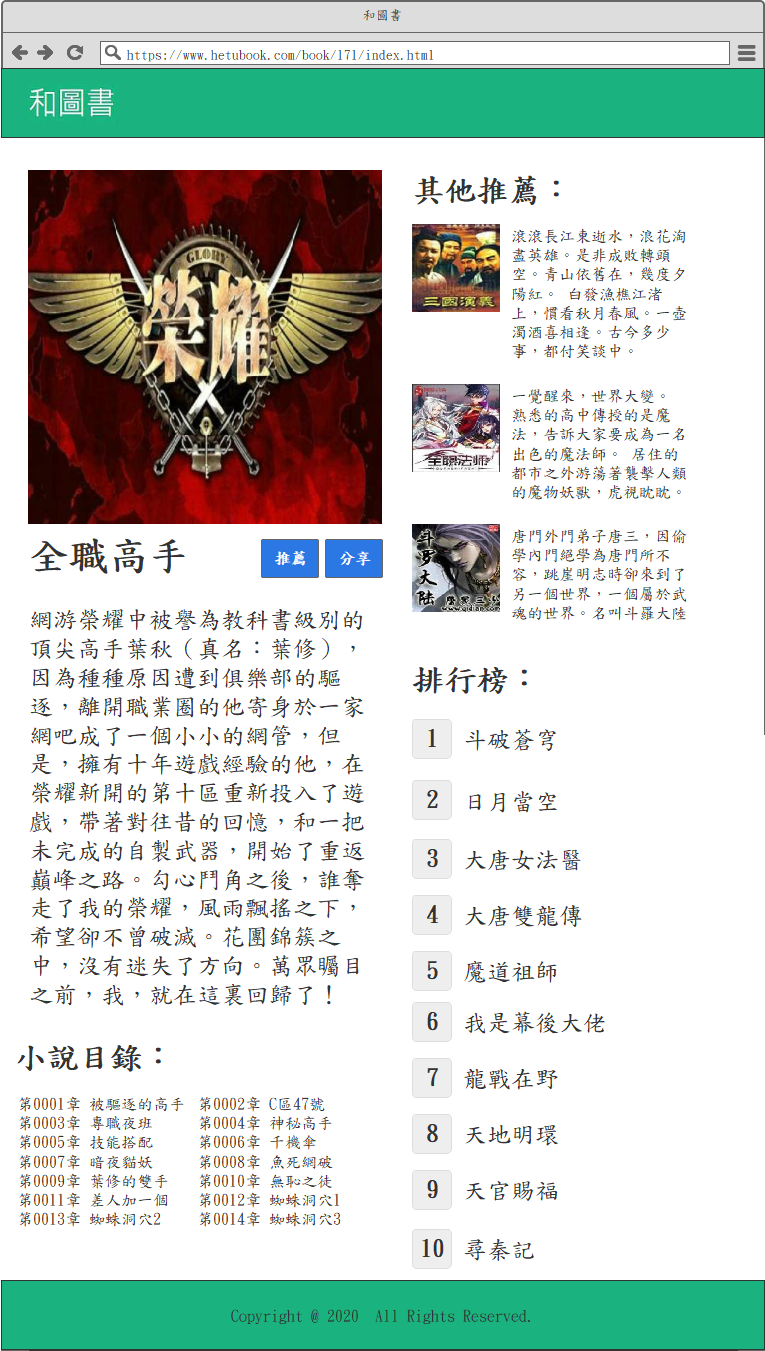 和圖書
https://www.hetubook.com/book/171/index.html
和圖書
GLORY
榮耀
全職高手
推薦
分享
網游榮耀中被譽為教科書級別的
頂尖高手葉秋（真名：葉修），
因為種種原因遭到俱樂部的驅
逐，離開職業圈的他寄身於一家
網吧成了一個小小的網管，但
是，擁有十年遊戲經驗的他，在
榮耀新開的第十區重新投入了遊
戲，帶著對往昔的回憶，和一把
未完成的自製武器，開始了重返
巔峰之路。勾心鬥角之後，誰奪
走了我的榮耀，風雨飄搖之下，
希望卻不曾破滅。花團錦簇之
中，沒有迷失了方向。萬眾矚目
之前，我，就在這裏回歸了！
小說目錄：
第0001章 被驅逐的高手 第0002章 C區47號
第0003章 專職夜班 第0004章 神秘高手
第0005章 技能搭配 第0006章 千機傘
第0007章 暗夜貓妖 第0008章 魚死網破
第0009章 葉修的雙手 第0010章 無恥之徒
第0011章 差人加一個 第0012章 蜘蛛洞穴1
第0013章 蜘蛛洞穴2 第0014章 蜘蛛洞穴3
其他推薦：
三國演義
滾滾長江東逝水，浪花淘
盡英雄。是非成敗轉頭
空。青山依舊在，幾度夕
陽紅。 白發漁樵江渚
上，慣看秋月春風。一壺
濁酒喜相逢。古今多少
事，都付笑談中。
全职法师
一覺醒來，世界大變。
熟悉的高中傳授的是魔
法，告訴大家要成為一名
出色的魔法師。 居住的
都市之外游蕩著襲擊人類
的魔物妖獸，虎視眈眈。
斗罗大陆
唐門外門弟子唐三，因偷
學內門絕學為唐門所不
容，跳崖明志時卻來到了
另一個世界，一個屬於武
魂的世界。名叫斗羅大陸
排行榜：
1 斗破蒼穹
2 日月當空
3 大唐女法醫
4 大唐雙龍傳
5 魔道祖師
6 我是幕後大佬
7 龍戰在野
8 天地明環
9 天官賜福
10 尋秦記
Copyright @ 2020  All Rights Reserved.